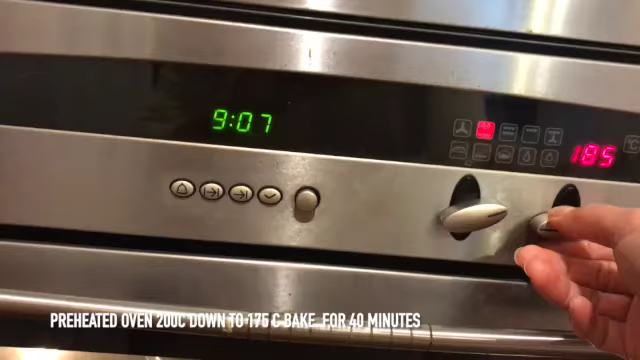 9:07
185
°C
PREHEATED OVEN 200C DOWN TO 175 C BAKE  FOR 40 MINUTES